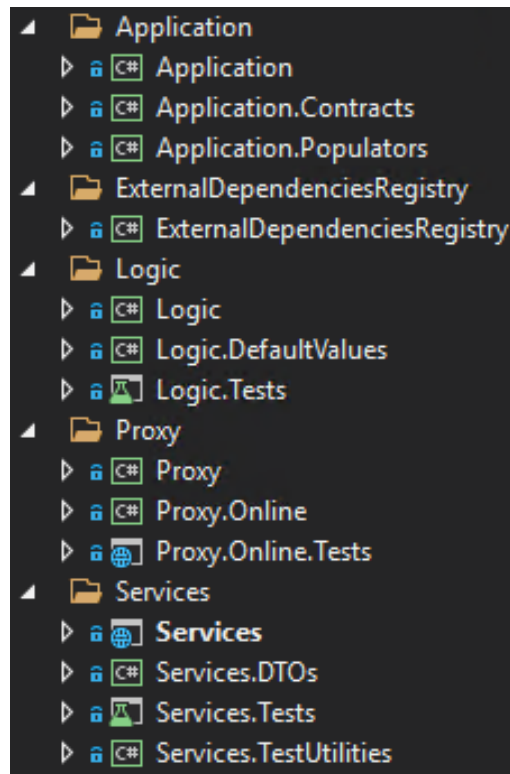 Application
C# Application
C# Application.Contracts
C# Application.Populators
ExternalDependenciesRegistry
C# ExternalDependenciesRegistry
Logic
C# Logic
C# Logic.DefaultValues
Logic.Tests
Proxy
C# Proxy
C# Proxy.Online
Proxy.Online.Tests
Services
Services
C# Services.DTOs
Services.Tests
C# Services.TestUtilities